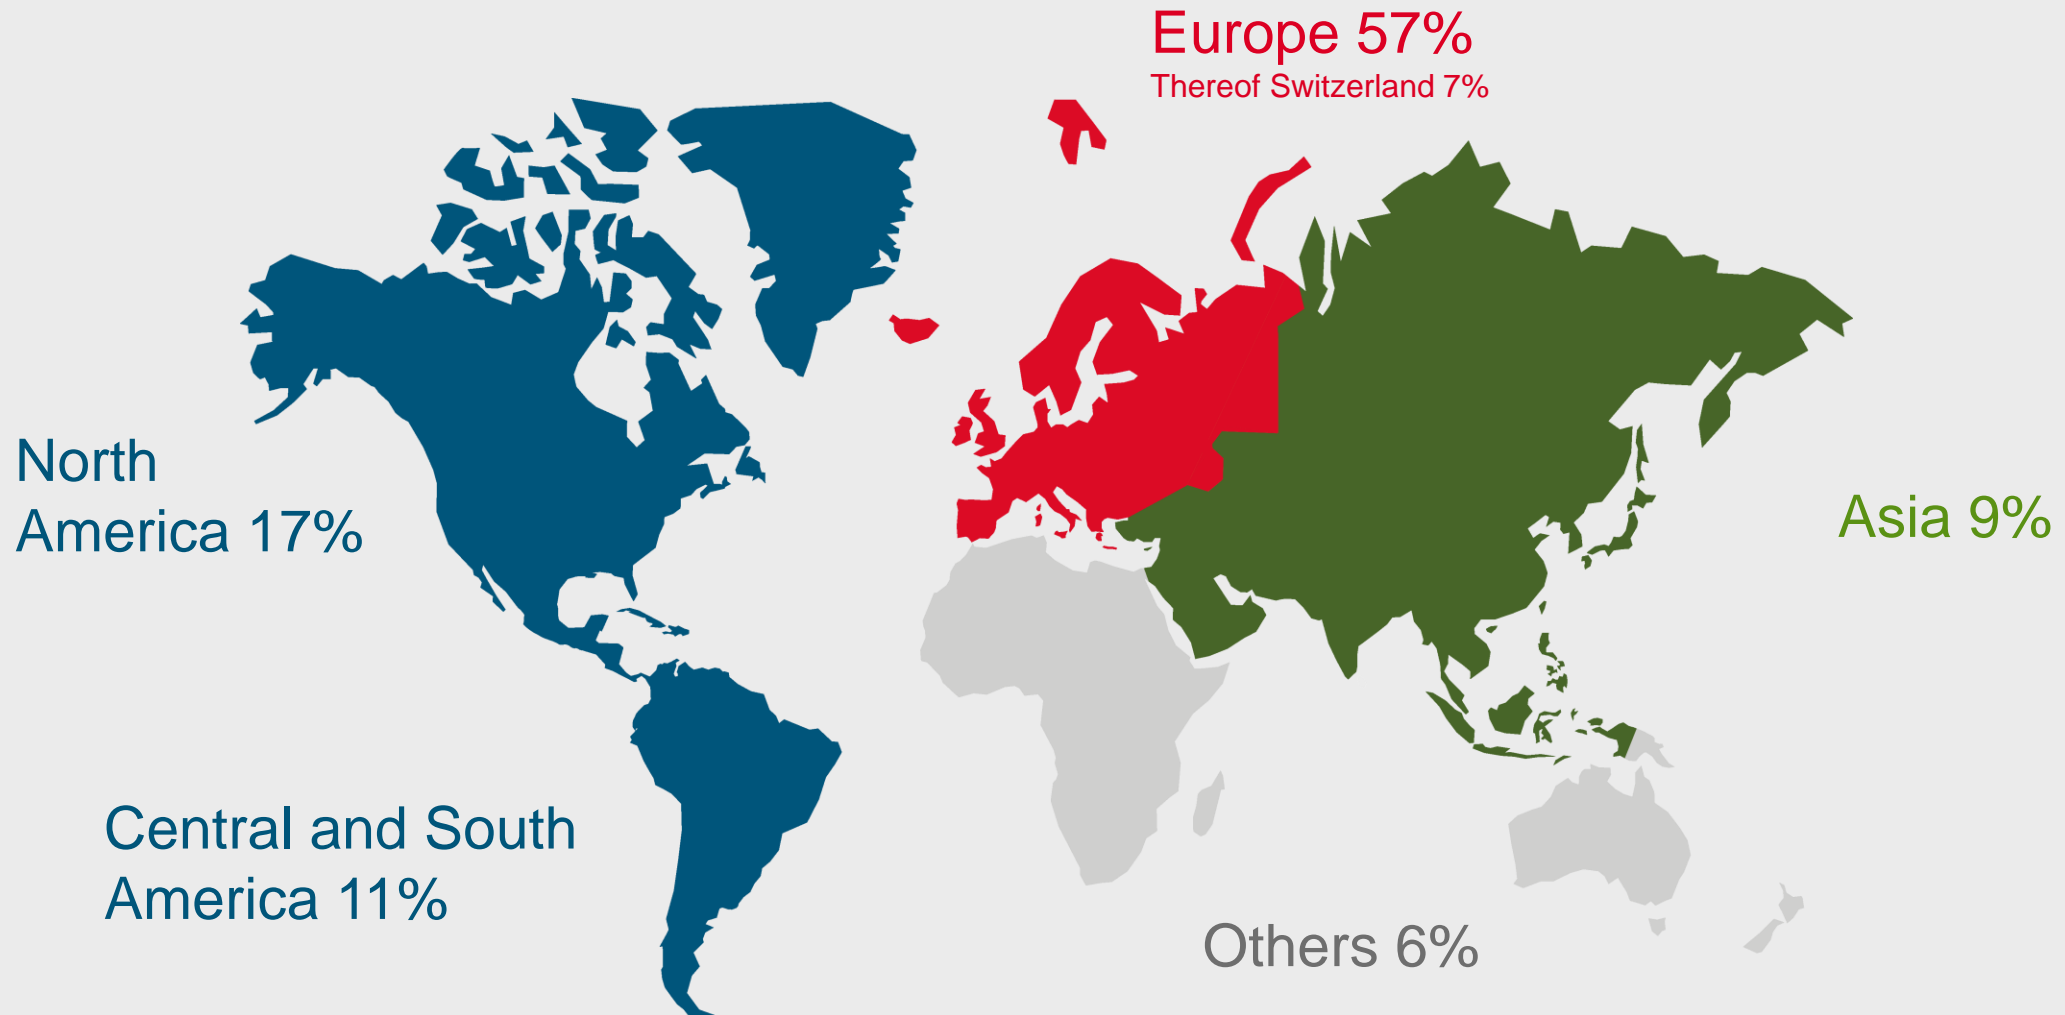 Europe 57%
Thereof Switzerland 7%
North
America 17%
Asia 9%
Central and South
America 11%
Others 6%